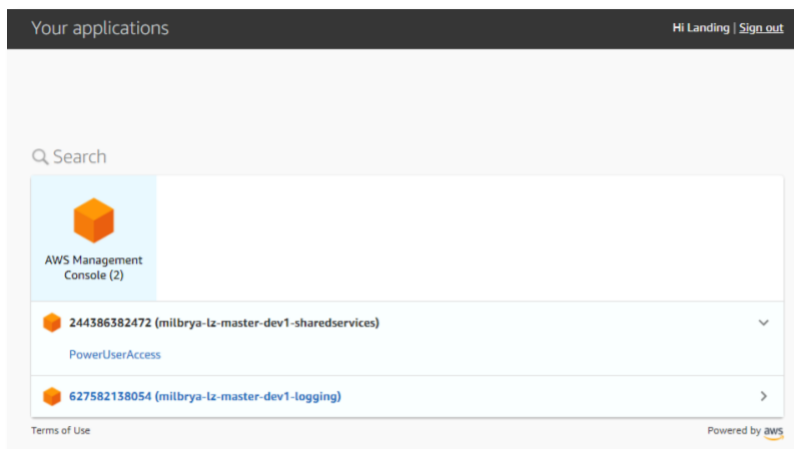 Your applications
Hi Landing | Sign out
Search
AWS Management
Console (2)
244386382472 (milbrya-lz-master-dev1-sharedservices)
PowerUserAccess
627582138054 (milbrya-lz-master-dev1-logging)
Terms of Use
Powered by aws